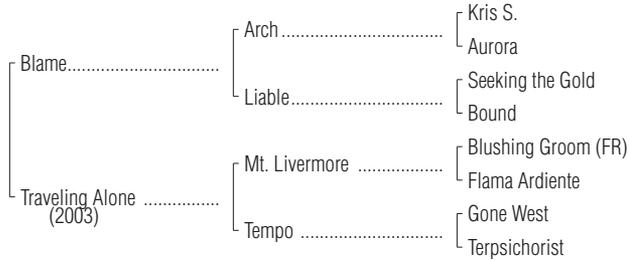 Kris S.
Arch..................................
Aurora
Blame................................
Seeking the Gold
Liable................................
Bound
Blushing Groom (FR)
Mt. Livermore ..................
Flama Ardiente
Traveling Alone ................
(2003)
Gone West
Tempo ..............................
Terpsichorist